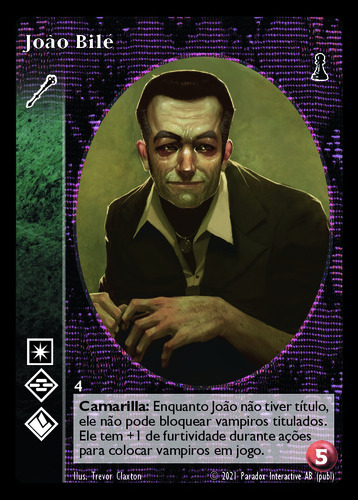 João Bilé
4
Camarilla: Enquanto João não tiver título,
ele não pode bloquear vampiros titulados.
Ele tem +1 de furtividade durante ações
para colocar vampiros em jogo.
5
Ilus: Trevor Claxton
© 2021 Paradox Interactive AB (publ)